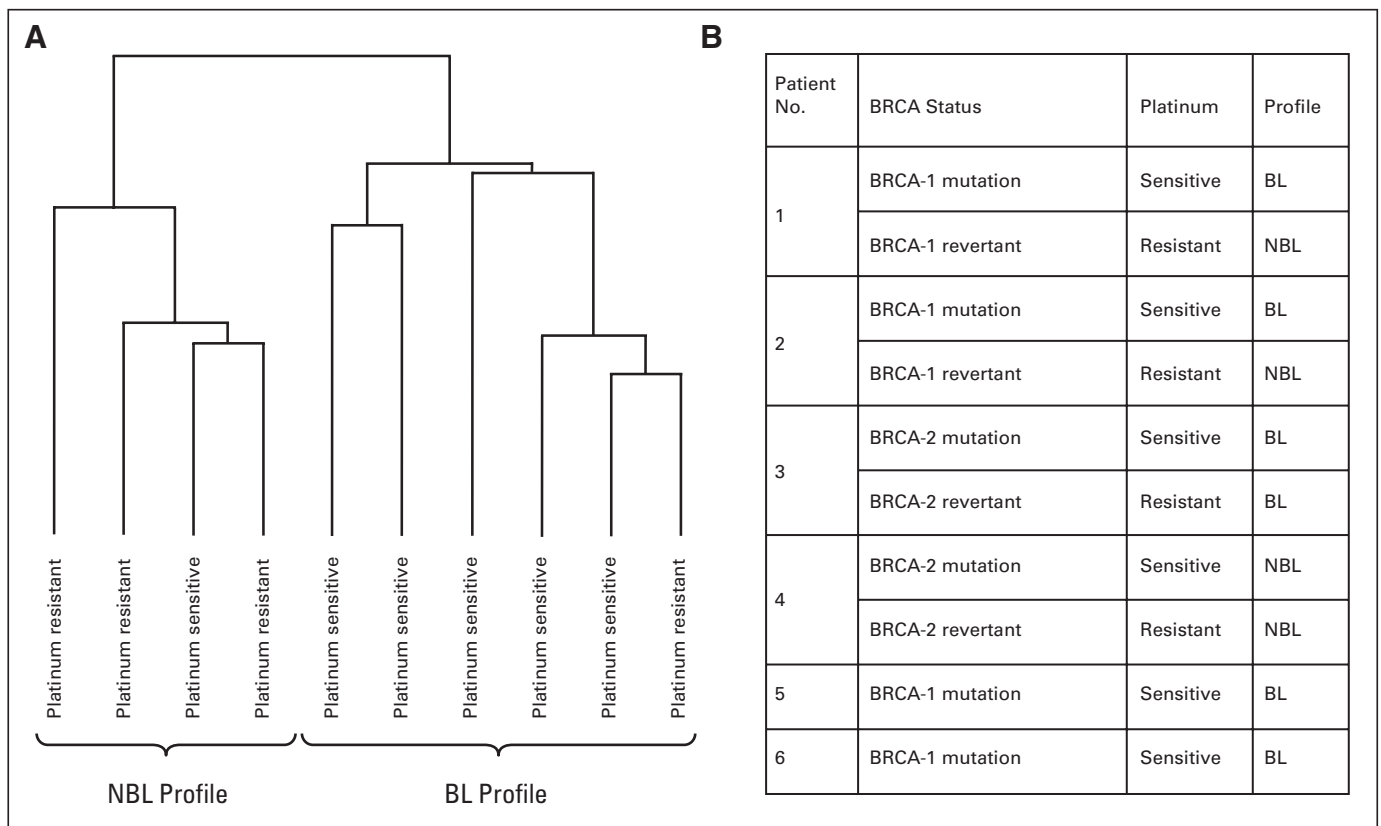 A
Platinum resistant
Platinum resistant
Platinum sensitive
Platinum resistant
Platinum sensitive
Platinum sensitive
Platinum sensitive
Platinum sensitive
Platinum sensitive
Platinum resistant
NBL Profile
BL Profile
B
Patient
No.
BRCA Status
Platinum
Profile
1
BRCA-1 mutation
Sensitive
BL
BRCA-1 revertant
Resistant
NBL
2
BRCA-1 mutation
Sensitive
BL
BRCA-1 revertant
Resistant
NBL
3
BRCA-2 mutation
Sensitive
BL
BRCA-2 revertant
Resistant
BL
4
BRCA-2 mutation
Sensitive
NBL
BRCA-2 revertant
Resistant
NBL
5
BRCA-1 mutation
Sensitive
BL
6
BRCA-1 mutation
Sensitive
BL